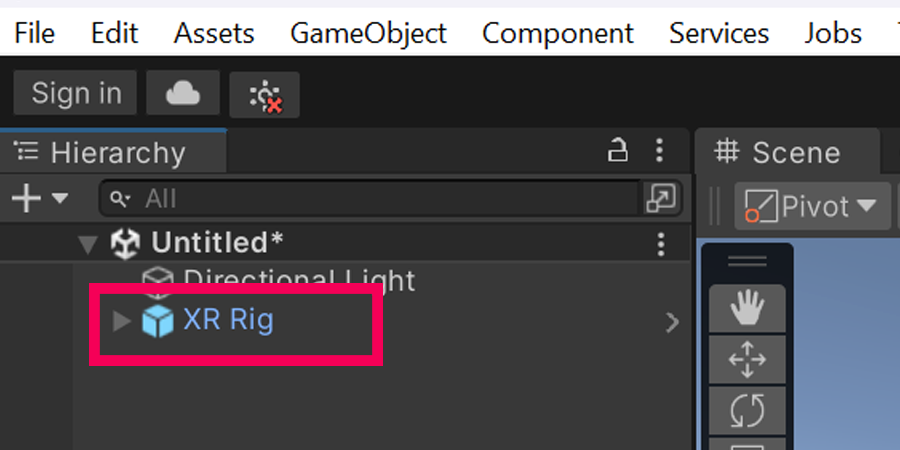 File Edit Assets GameObject Component Services Jobs
Sign in
Hierarchy
Scene
All
Pivot
Untitled*
Directional Light
XR Rig